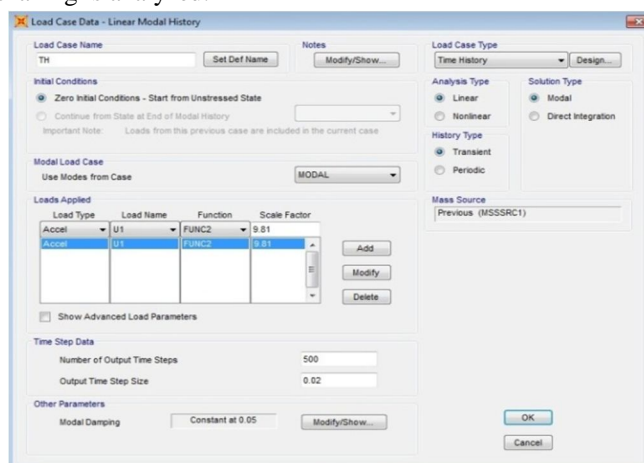 Load Case Data - Linear Modal History
Load Case Name
TH
Set Def Name
Notes
Modify/Show...
Load Case Type
Time History
Design...
Initial Conditions
Zero Initial Conditions - Start from Unstressed State
Continue from State at End of Modal History
Important Note: Loads from this previous case are included in the current case
Analysis Type
Linear
Nonlinear
Solution Type
Modal
Direct Integration
History Type
Transient
Periodic
Modal Load Case
Use Modes from Case
MODAL
Loads Applied
Load Type Load Name Function Scale Factor
Accel U1 FUNC2 9.81
Accel U1 FUNC2 9.81
Add
Modify
Delete
Show Advanced Load Parameters
Mass Source
Previous (MSSSRC1)
Time Step Data
Number of Output Time Steps 500
Output Time Step Size 0.02
Other Parameters
Modal Damping Constant at 0.05 Modify/Show...
OK
Cancel